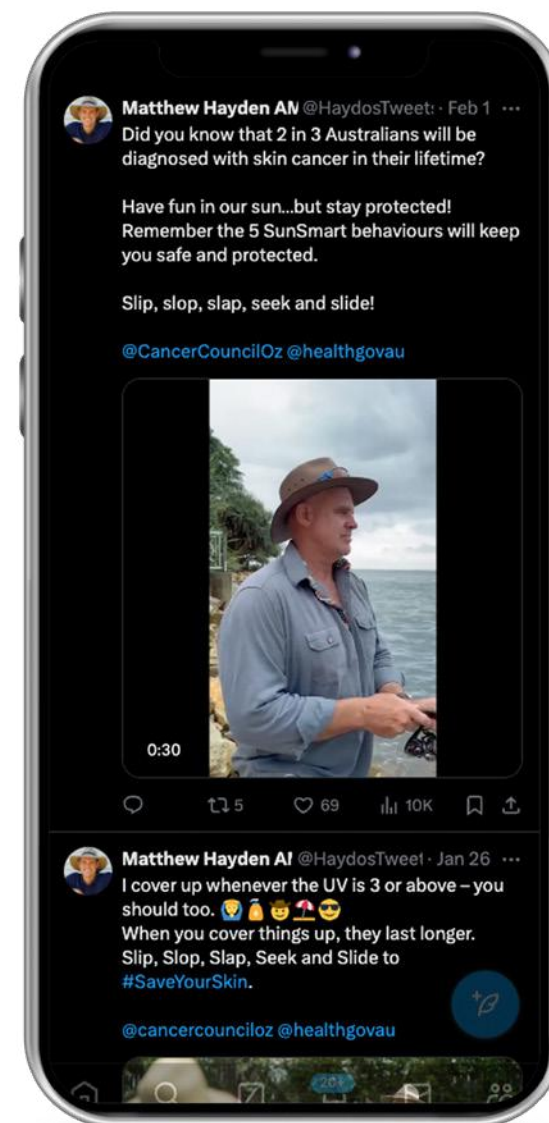 Matthew Hayden AM @HaydosTweets · Feb 1 ···
Did you know that 2 in 3 Australians will be
diagnosed with skin cancer in their lifetime?
Have fun in our sun...but stay protected!
Remember the 5 SunSmart behaviours will keep
you safe and protected.
Slip, slop, slap, seek and slide!
@CancerCouncilOz @healthgovau
0:30
5 69 10K
Matthew Hayden A @HaydosTweet · Jan 26 ···
I cover up whenever the UV is 3 or above – you
should too. 🙆‍♂️🧴🤠⛱️😎
When you cover things up, they last longer.
Slip, Slop, Slap, Seek and Slide to
#SaveYourSkin.
@cancercounciloz @healthgovau
20+